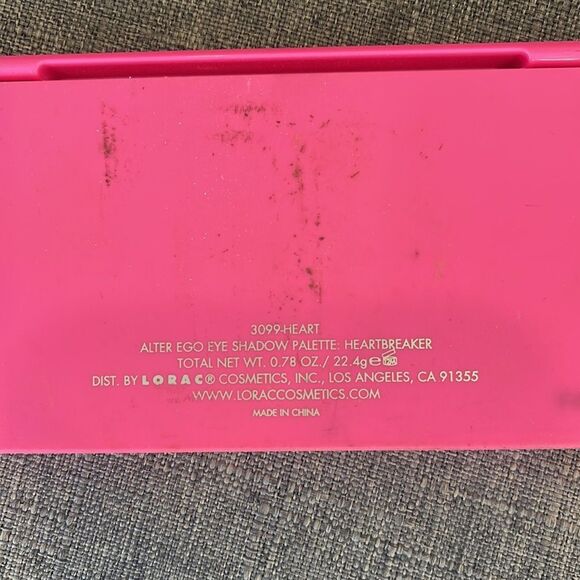 3099-HEART
ALTER EGO EYE SHADOW PALETTE: HEARTBREAKER
TOTAL NET WT. 0.78 OZ./ 22.4g ℮ 12M
DIST. BY LORAC® COSMETICS, INC., LOS ANGELES, CA 91355
WWW.LORACCOSMETICS.COM
MADE IN CHINA